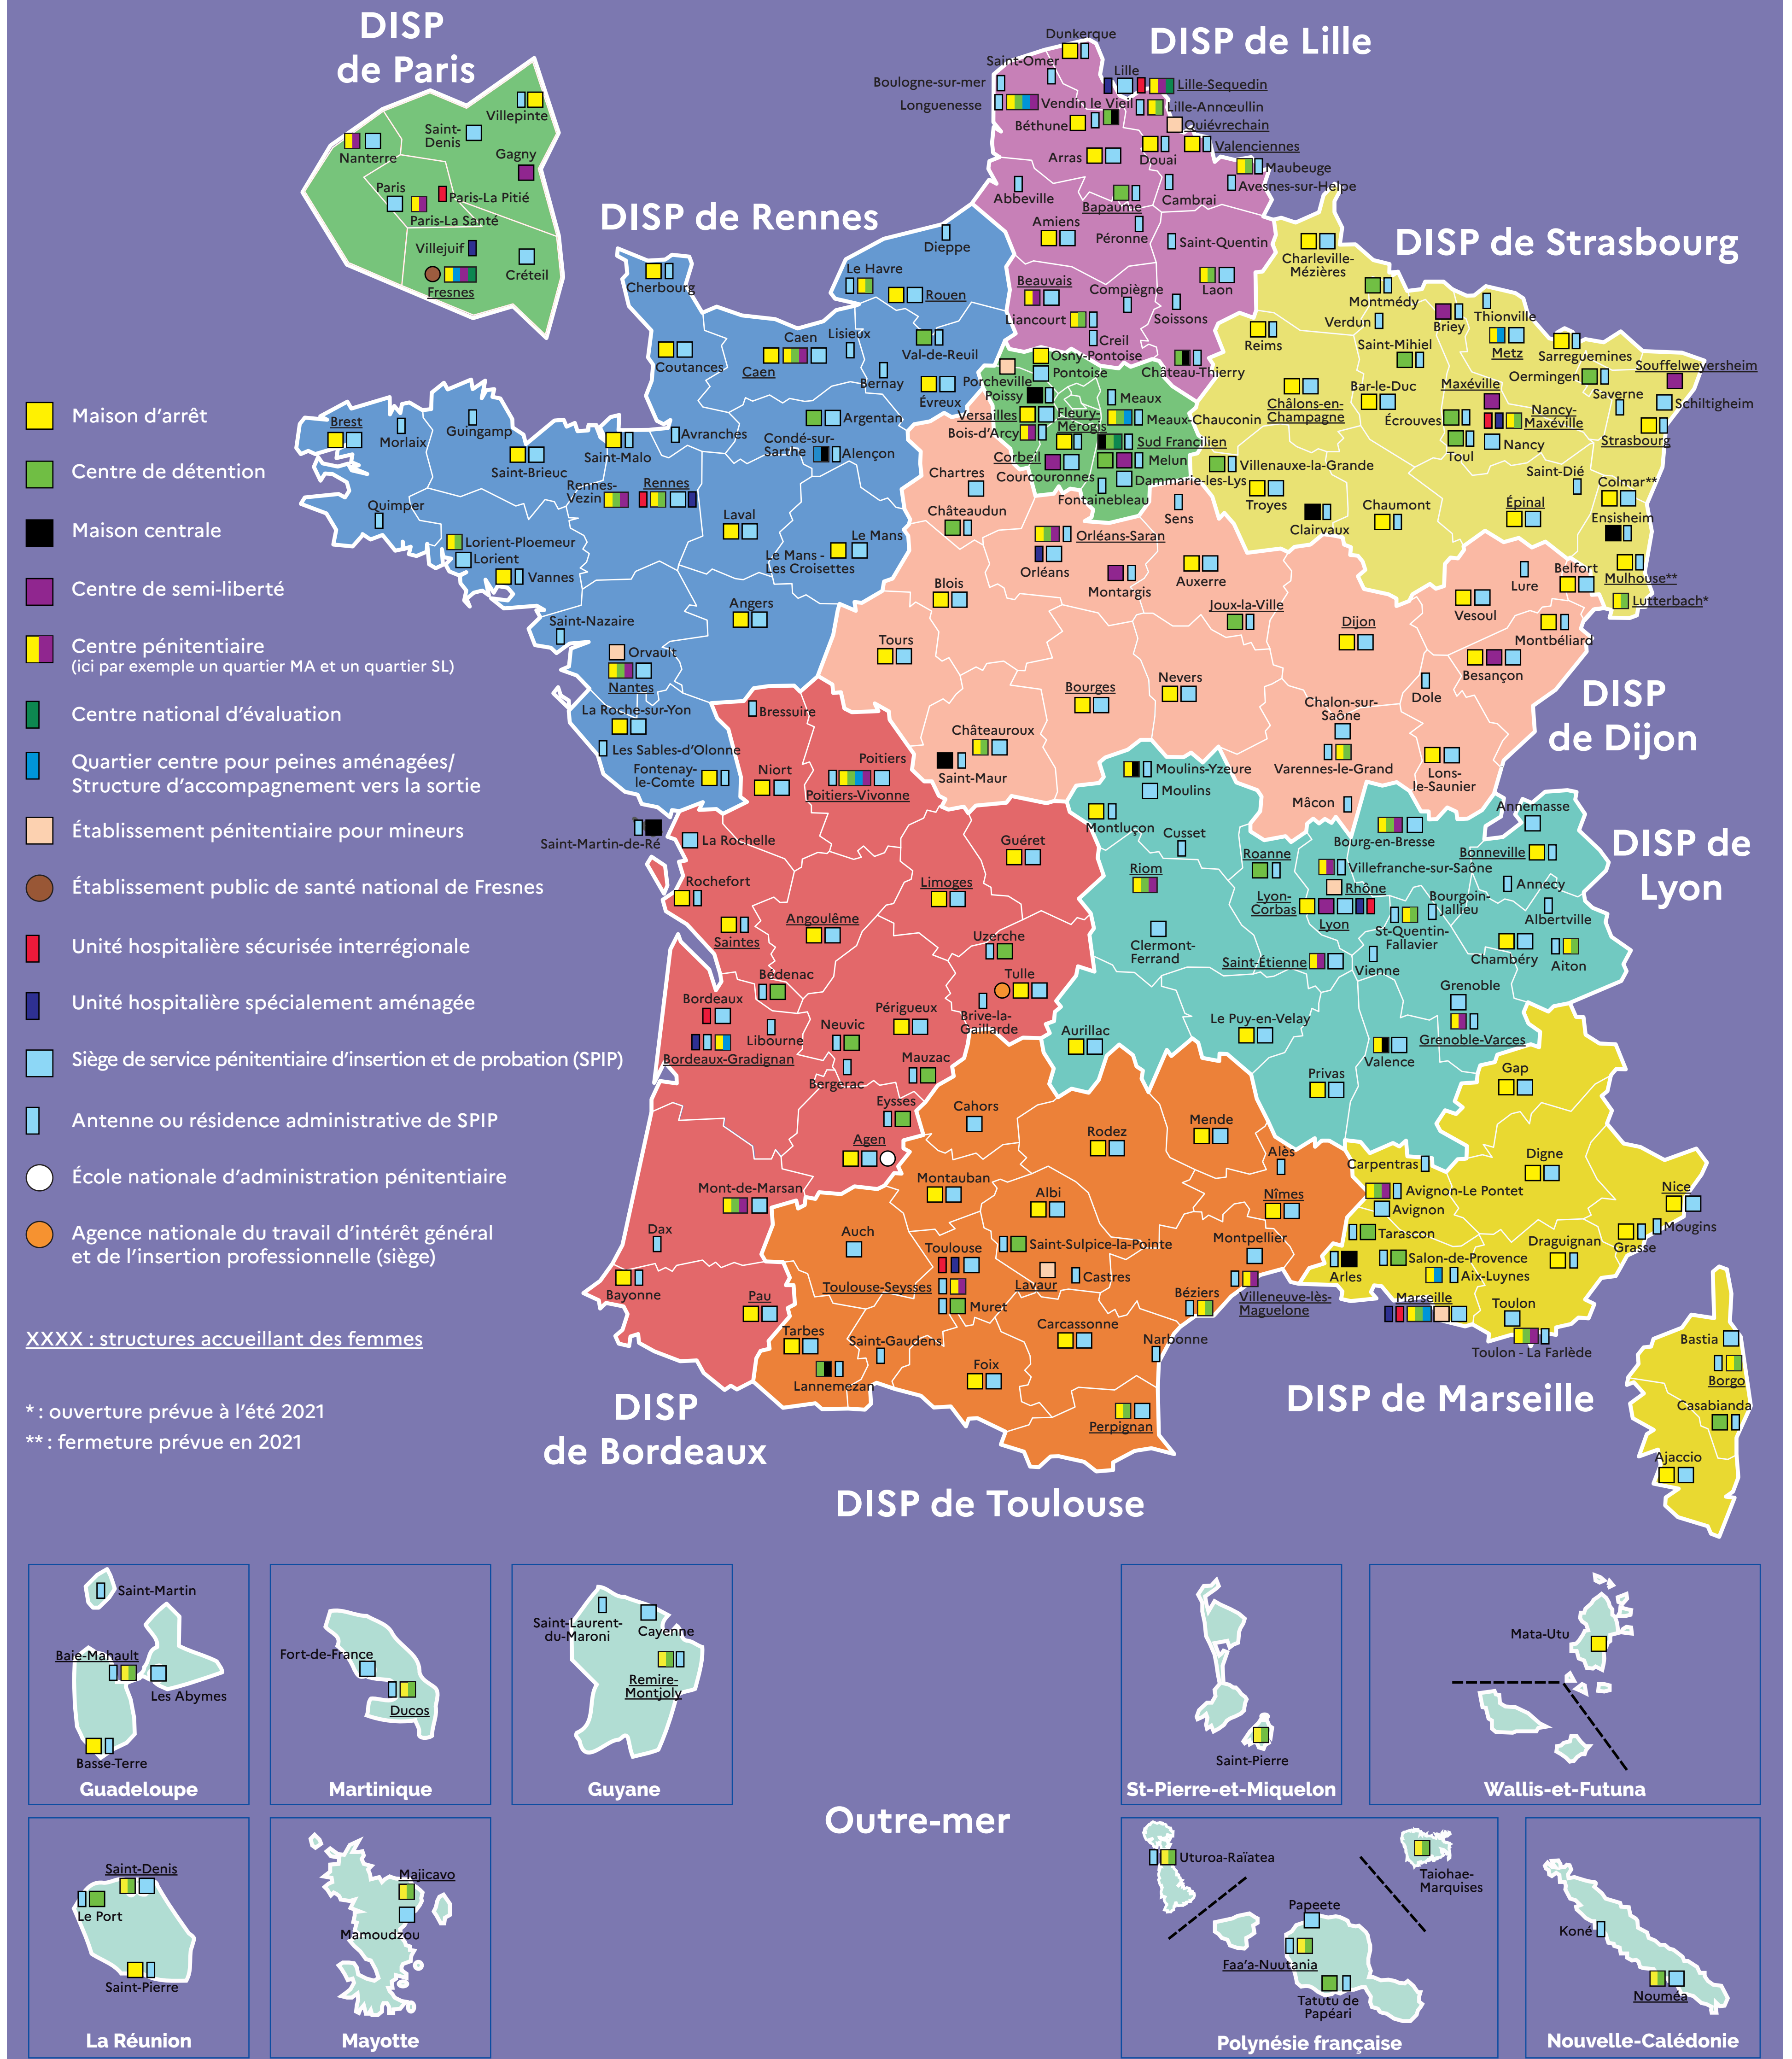 DISP
de Paris
Villepinte
Saint-
Denis
Nanterre
Gagny
Paris
Paris-La Pitié
Paris-La Santé
Villejuif
Créteil
Fresnes
DISP de Lille
Dunkerque
Saint-Omer
Boulogne-sur-mer
Lille
Lille-Sequedin
Longuenesse
Vendin le Vieil
Lille-Annœullin
Béthune
Quiévrechain
Arras
Douai
Valenciennes
Maubeuge
Abbeville
Bapaume
Cambrai
Avesnes-sur-Helpe
Amiens
Péronne
Saint-Quentin
Beauvais
Compiègne
Laon
Liancourt
Soissons
Creil
Château-Thierry
DISP de Rennes
Dieppe
Cherbourg
Le Havre
Rouen
Coutances
Caen
Caen
Lisieux
Val-de-Reuil
Bernay
Évreux
Argentan
Avranches
Condé-sur-
Sarthe
Alençon
Brest
Morlaix
Guingamp
Saint-Brieuc
Saint-Malo
Rennes-
Vezin
Rennes
Quimper
Laval
Le Mans
Le Mans -
Les Croisettes
Lorient-Ploemeur
Lorient
Vannes
Angers
Saint-Nazaire
Orvault
Nantes
La Roche-sur-Yon
Les Sables-d’Olonne
Fontenay-
le-Comte
Osny-Pontoise
Pontoise
Porcheville
Poissy
Meaux
Versailles
Fleury-
Mérogis
Meaux-Chauconin
Bois-d’Arcy
Sud Francilien
Corbeil
Melun
Courcouronnes
Dammarie-les-Lys
Fontainebleau
DISP de Strasbourg
Charleville-
Mézières
Montmédy
Verdun
Briey
Thionville
Metz
Reims
Saint-Mihiel
Sarreguemines
Souffelweyersheim
Oermingen
Bar-le-Duc
Maxéville
Saverne
Schiltigheim
Châlons-en-
Champagne
Écrouves
Nancy-
Maxéville
Strasbourg
Toul
Nancy
Villenauxe-la-Grande
Saint-Dié
Colmar**
Troyes
Clairvaux
Chaumont
Épinal
Ensisheim
Mulhouse**
Lutterbach*
DISP
de Dijon
Chartres
Châteaudun
Sens
Orléans-Saran
Orléans
Montargis
Auxerre
Blois
Joux-la-Ville
Lure
Belfort
Vesoul
Montbéliard
Tours
Dijon
Besançon
Bourges
Nevers
Dole
Chalon-sur-
Saône
Châteauroux
Saint-Maur
Varennes-le-Grand
Lons-
le-Saunier
Mâcon
DISP de
Lyon
Moulins-Yzeure
Moulins
Montluçon
Cusset
Bourg-en-Bresse
Annemasse
Roanne
Bonneville
Villefranche-sur-Saône
Riom
Rhône
Annecy
Lyon-
Corbas
Lyon
Bourgoin-
Jallieu
Albertville
St-Quentin-
Fallavier
Clermont-
Ferrand
Saint-Étienne
Vienne
Chambéry
Aiton
Grenoble
Grenoble-Varces
Aurillac
Le Puy-en-Velay
Valence
Privas
DISP
de Bordeaux
Bressuire
Niort
Poitiers
Poitiers-Vivonne
Saint-Martin-de-Ré
La Rochelle
Guéret
Rochefort
Limoges
Saintes
Angoulême
Uzerche
Bédenac
Tulle
Bordeaux
Périgueux
Brive-la-
Gaillarde
Libourne
Neuvic
Bordeaux-Gradignan
Bergerac
Mauzac
Eysses
Agen
Mont-de-Marsan
Dax
Bayonne
Pau
DISP de Toulouse
Cahors
Rodez
Mende
Alès
Montauban
Albi
Nîmes
Auch
Toulouse
Saint-Sulpice-la-Pointe
Montpellier
Toulouse-Seysses
Lavaur
Castres
Muret
Béziers
Villeneuve-lès-
Maguelone
Tarbes
Saint-Gaudens
Carcassonne
Narbonne
Lannemezan
Foix
Perpignan
DISP de Marseille
Gap
Carpentras
Digne
Avignon-Le Pontet
Avignon
Nice
Tarascon
Mougins
Grasse
Salon-de-Provence
Draguignan
Arles
Aix-Luynes
Marseille
Toulon
Toulon - La Farlède
Bastia
Borgo
Casabianda
Ajaccio
Maison d’arrêt
Centre de détention
Maison centrale
Centre de semi-liberté
Centre pénitentiaire
(ici par exemple un quartier MA et un quartier SL)
Centre national d’évaluation
Quartier centre pour peines aménagées/
Structure d’accompagnement vers la sortie
Établissement pénitentiaire pour mineurs
Établissement public de santé national de Fresnes
Unité hospitalière sécurisée interrégionale
Unité hospitalière spécialement aménagée
Siège de service pénitentiaire d’insertion et de probation (SPIP)
Antenne ou résidence administrative de SPIP
École nationale d’administration pénitentiaire
Agence nationale du travail d’intérêt général
et de l’insertion professionnelle (siège)
XXXX : structures accueillant des femmes
* : ouverture prévue à l’été 2021
** : fermeture prévue en 2021
Outre-mer
Saint-Martin
Baie-Mahault
Les Abymes
Basse-Terre
Guadeloupe
Fort-de-France
Ducos
Martinique
Saint-Laurent-
du-Maroni
Cayenne
Remire-
Montjoly
Guyane
Saint-Pierre
St-Pierre-et-Miquelon
Mata-Utu
Wallis-et-Futuna
Saint-Denis
Le Port
Saint-Pierre
La Réunion
Majicavo
Mamoudzou
Mayotte
Uturoa-Raïatea
Taiohae-
Marquises
Papeete
Faa’a-Nuutania
Tatutu de
Papéari
Polynésie française
Koné
Nouméa
Nouvelle-Calédonie